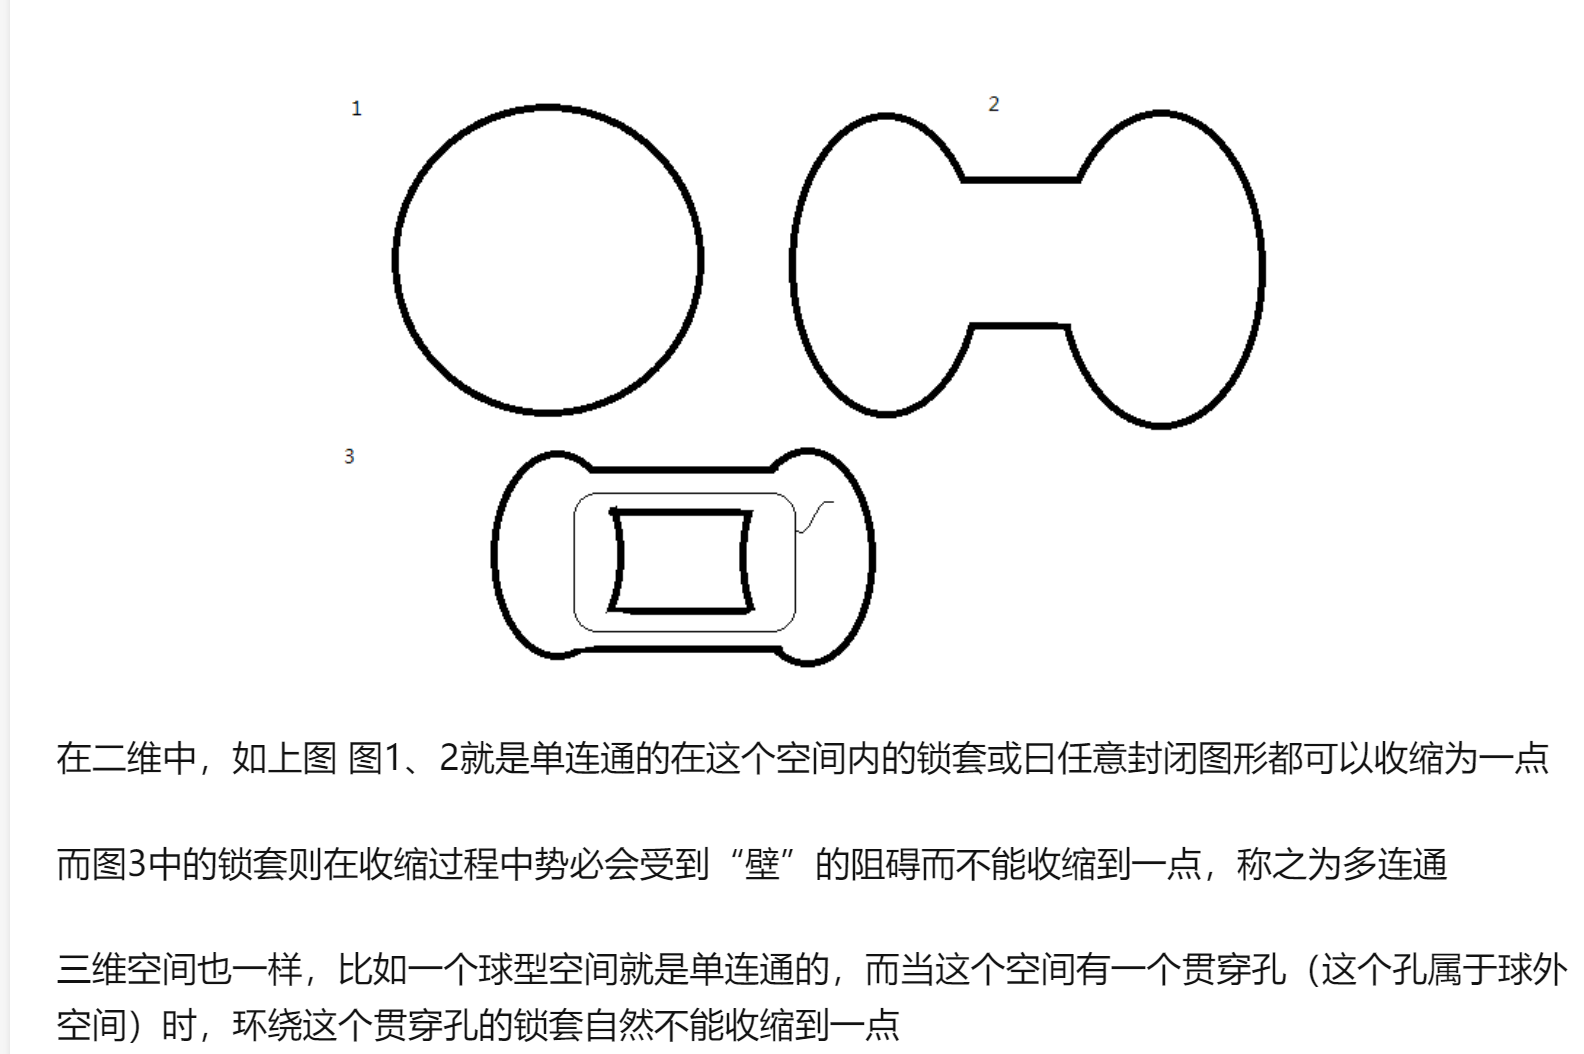 1
2
3
在二维中，如上图 图1、2就是单连通的在这个空间内的锁套或曰任意封闭图形都可以收缩为一点
而图3中的锁套则在收缩过程中势必会受到“壁”的阻碍而不能收缩到一点，称之为多连通
三维空间也一样，比如一个球型空间就是单连通的，而当这个空间有一个贯穿孔（这个孔属于球外
空间）时，环绕这个贯穿孔的锁套自然不能收缩到一点